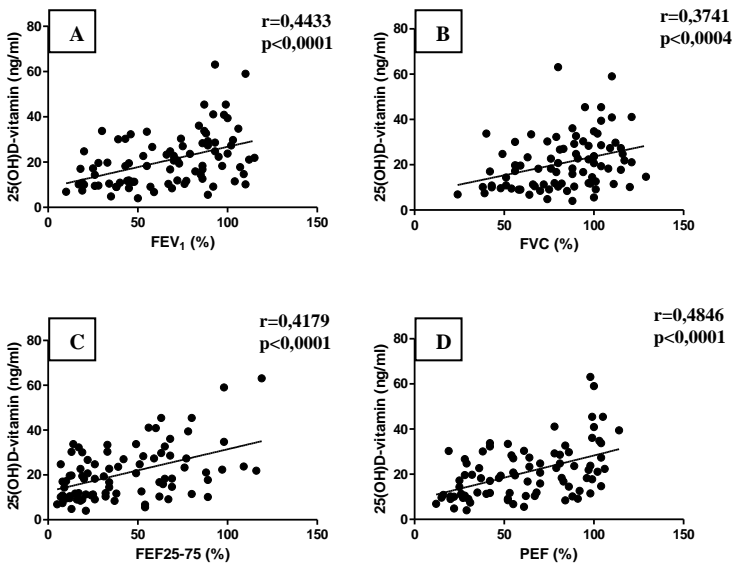 A
r=0,4433
p<0,0001
25(OH)D-vitamin (ng/ml)
80
60
40
20
0
0 50 100 150
FEV₁ (%)
B
r=0,3741
p<0,0004
25(OH)D-vitamin (ng/ml)
80
60
40
20
0
0 50 100 150
FVC (%)
C
r=0,4179
p<0,0001
25(OH)D-vitamin (ng/ml)
80
60
40
20
0
0 50 100 150
FEF25-75 (%)
D
r=0,4846
p<0,0001
25(OH)D-vitamin (ng/ml)
80
60
40
20
0
0 50 100 150
PEF (%)